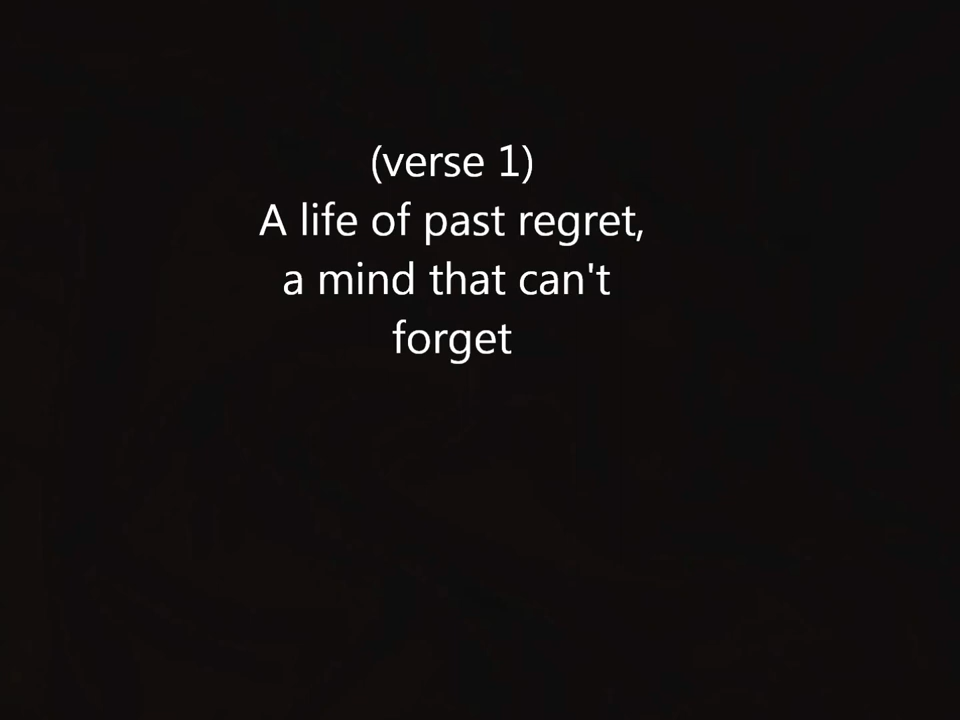 (verse 1)
A life of past regret,
a mind that can't
forget